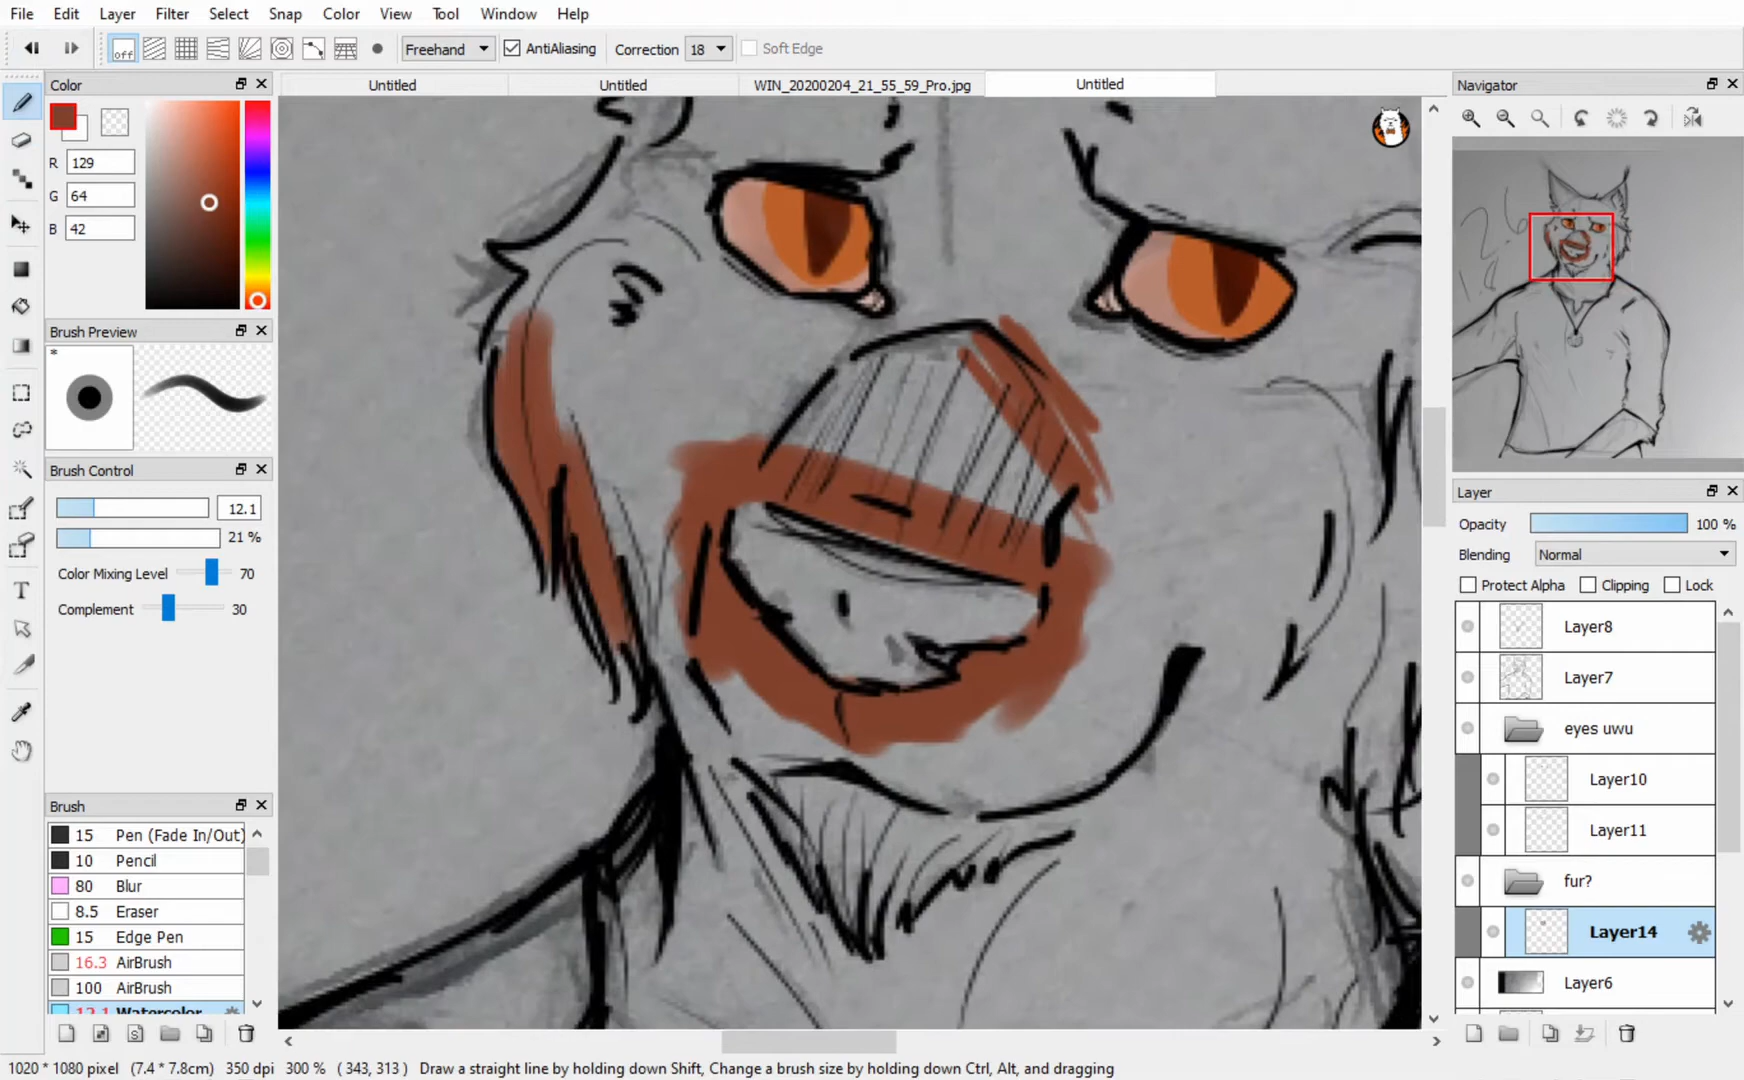 File Edit Layer Filter Select Snap Color View Tool Window Help
off Freehand AntiAliasing Correction 18 Soft Edge
Color
R 129
G 64
B 42
Brush Preview
*
Brush Control
12.1
21 %
Color Mixing Level 70
Complement 30
T
Brush
15 Pen (Fade In/Out)
10 Pencil
80 Blur
8.5 Eraser
15 Edge Pen
16.3 AirBrush
100 AirBrush
12.1 Watercolor
S
Untitled Untitled WIN_20200204_21_55_59_Pro.jpg Untitled
Navigator
Layer
Opacity 100 %
Blending Normal
Protect Alpha Clipping Lock
Layer8
Layer7
eyes uwu
Layer10
Layer11
fur?
Layer14
Layer6
1020 * 1080 pixel (7.4 * 7.8cm) 350 dpi 300 % ( 343, 313 ) Draw a straight line by holding down Shift, Change a brush size by holding down Ctrl, Alt, and dragging